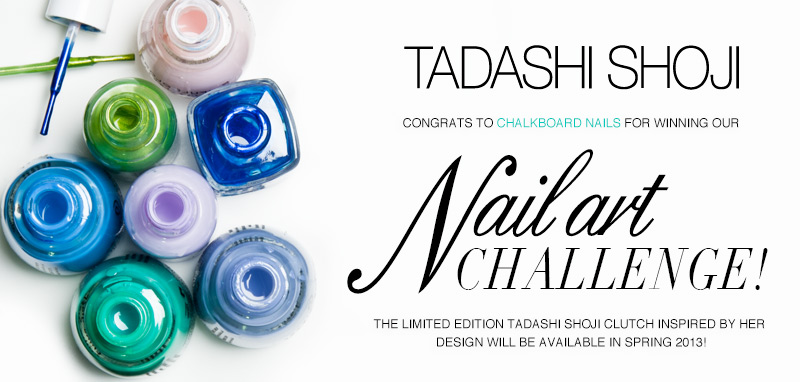 TADASHI SHOJI
CONGRATS TO CHALKBOARD NAILS FOR WINNING OUR
Nail art
CHALLENGE!
THE LIMITED EDITION TADASHI SHOJI CLUTCH INSPIRED BY HER
DESIGN WILL BE AVAILABLE IN SPRING 2013!